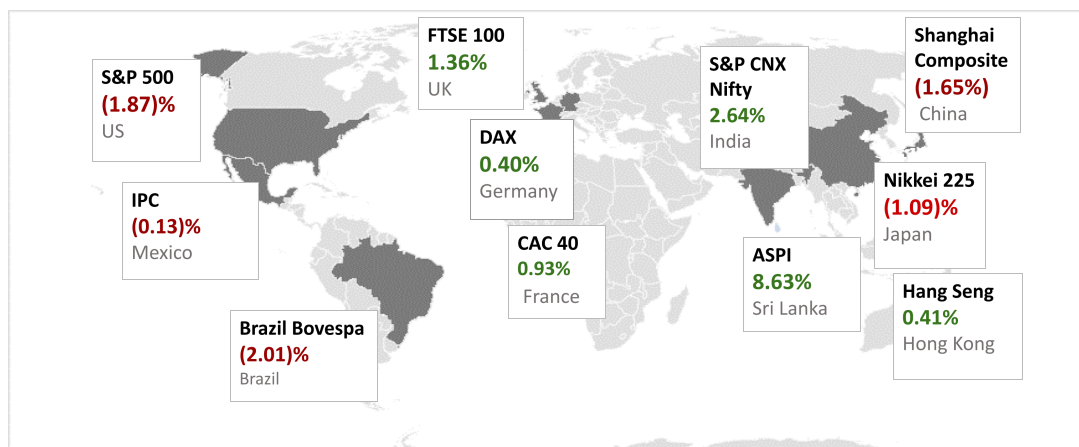 S&P 500
(1.87)%
US
IPC
(0.13)%
Mexico
Brazil Bovespa
(2.01)%
Brazil
FTSE 100
1.36%
UK
DAX
0.40%
Germany
CAC 40
0.93%
France
S&P CNX
Nifty
2.64%
India
ASPI
8.63%
Sri Lanka
Shanghai
Composite
(1.65%)
China
Nikkei 225
(1.09)%
Japan
Hang Seng
0.41%
Hong Kong